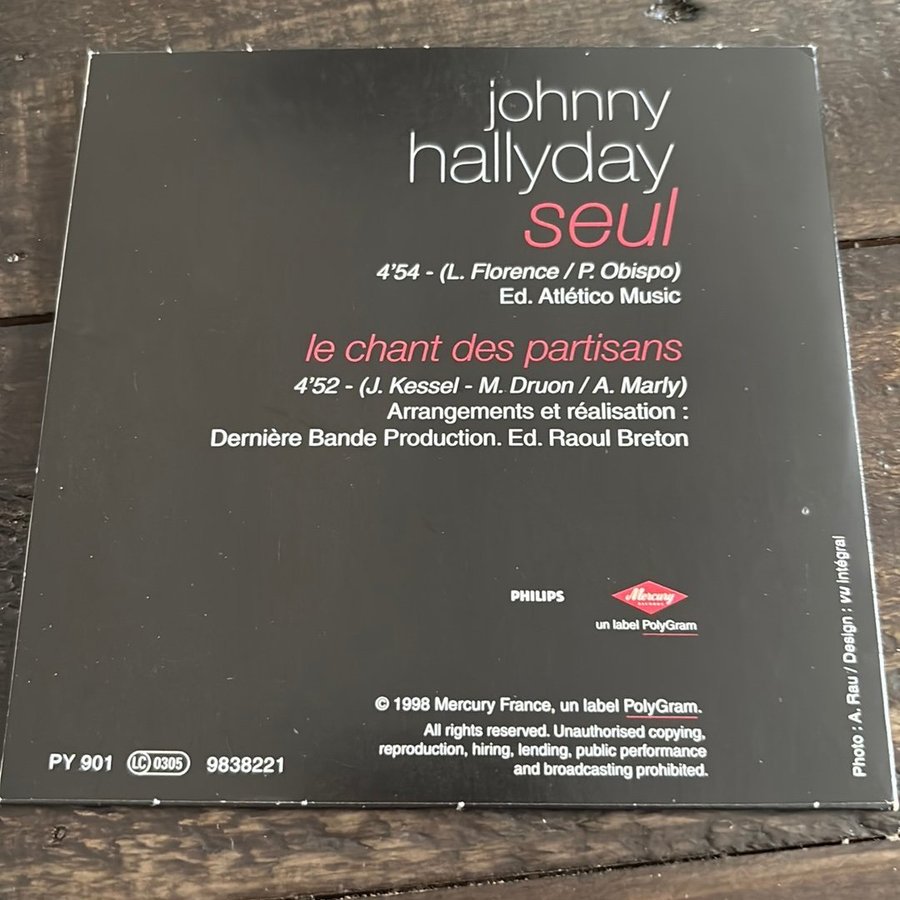 johnny
hallyday
seul
4'54 - (L. Florence / P. Obispo)
Ed. Atlético Music
le chant des partisans
4'52 - (J. Kessel - M. Druon / A. Marly)
Arrangements et réalisation :
Dernière Bande Production. Ed. Raoul Breton
PHILIPS
Mercury
RECORDS
un label PolyGram
© 1998 Mercury France, un label PolyGram.
All rights reserved. Unauthorised copying,
reproduction, hiring, lending, public performance
and broadcasting prohibited.
PY 901 LC 0305 9838221
Photo : A. Rau / Design : vu intégral